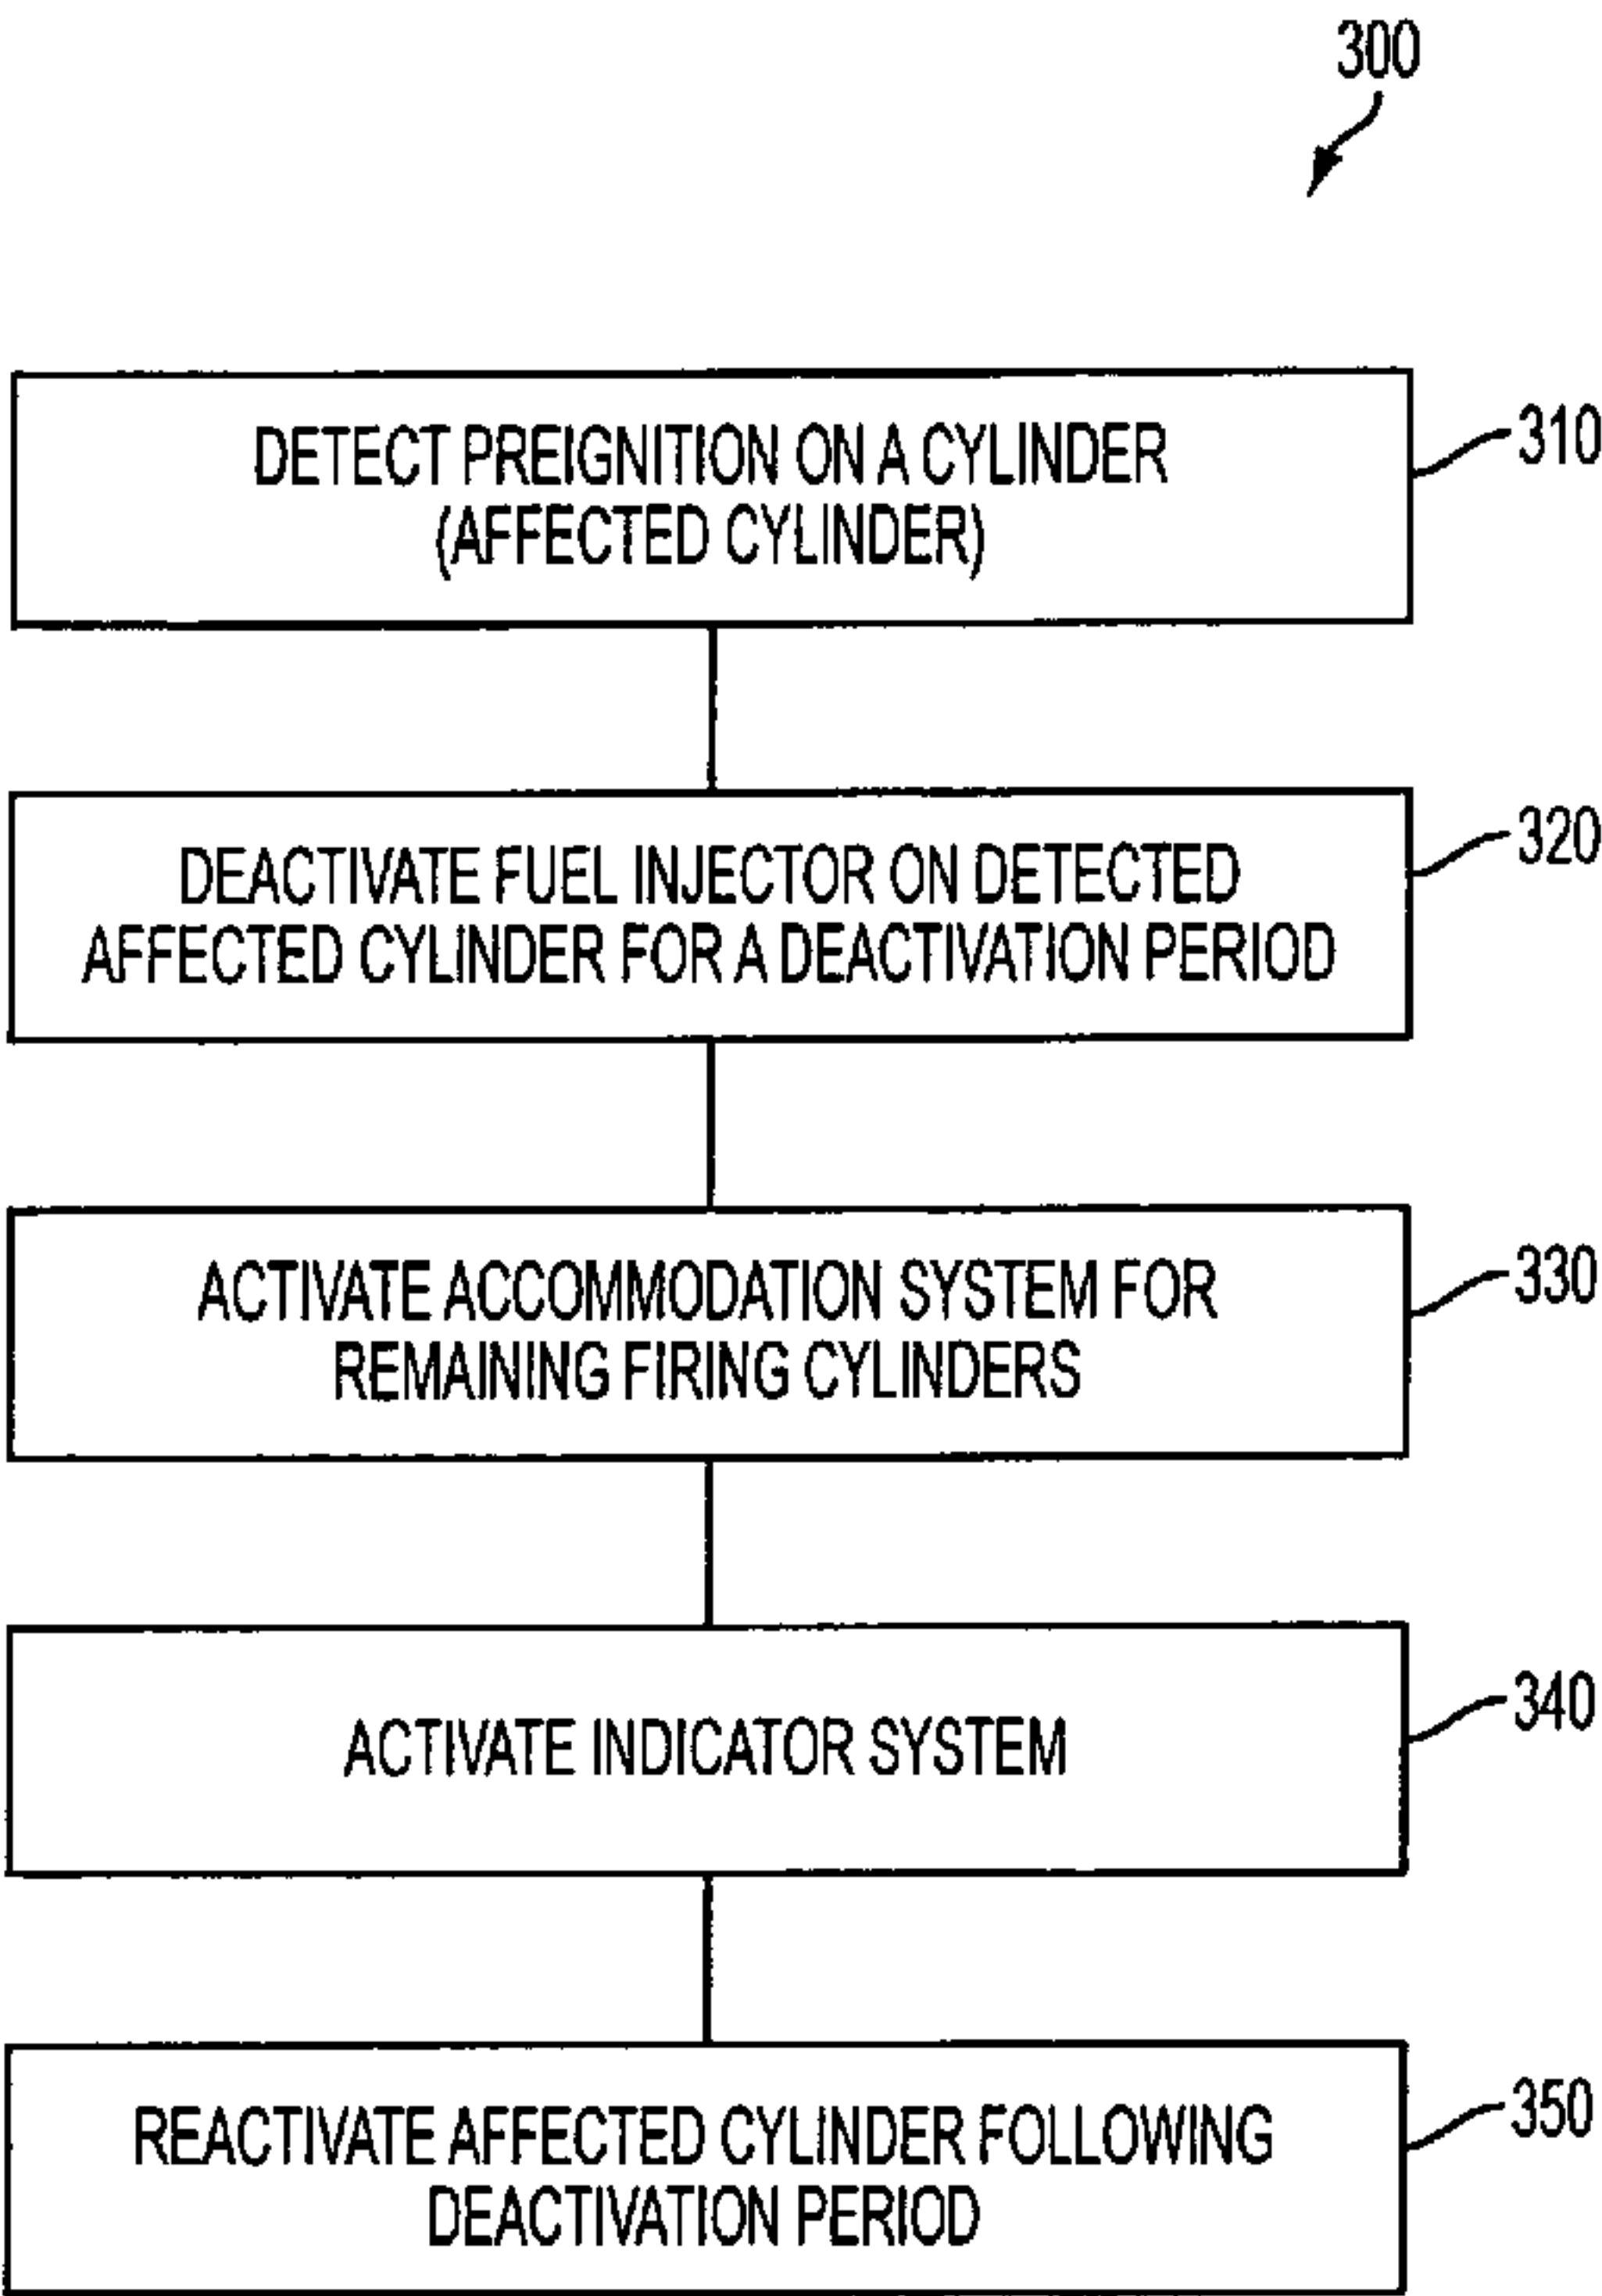 300
DETECT PREIGNITION ON A CYLINDER
(AFFECTED CYLINDER)
310
DEACTIVATE FUEL INJECTOR ON DETECTED
AFFECTED CYLINDER FOR A DEACTIVATION PERIOD
320
ACTIVATE ACCOMMODATION SYSTEM FOR
REMAINING FIRING CYLINDERS
330
ACTIVATE INDICATOR SYSTEM
340
REACTIVATE AFFECTED CYLINDER FOLLOWING
DEACTIVATION PERIOD
350